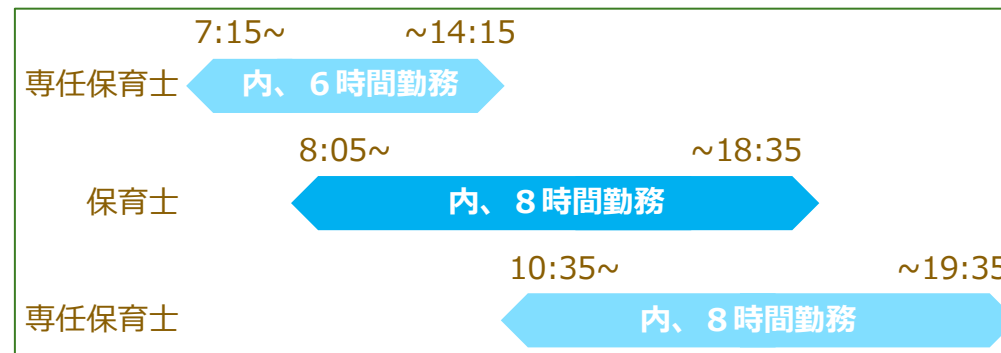 7:15~ ~14:15
専任保育士 内、６時間勤務
8:05~ ~18:35
保育士 内、８時間勤務
10:35~ ~19:35
専任保育士 内、８時間勤務